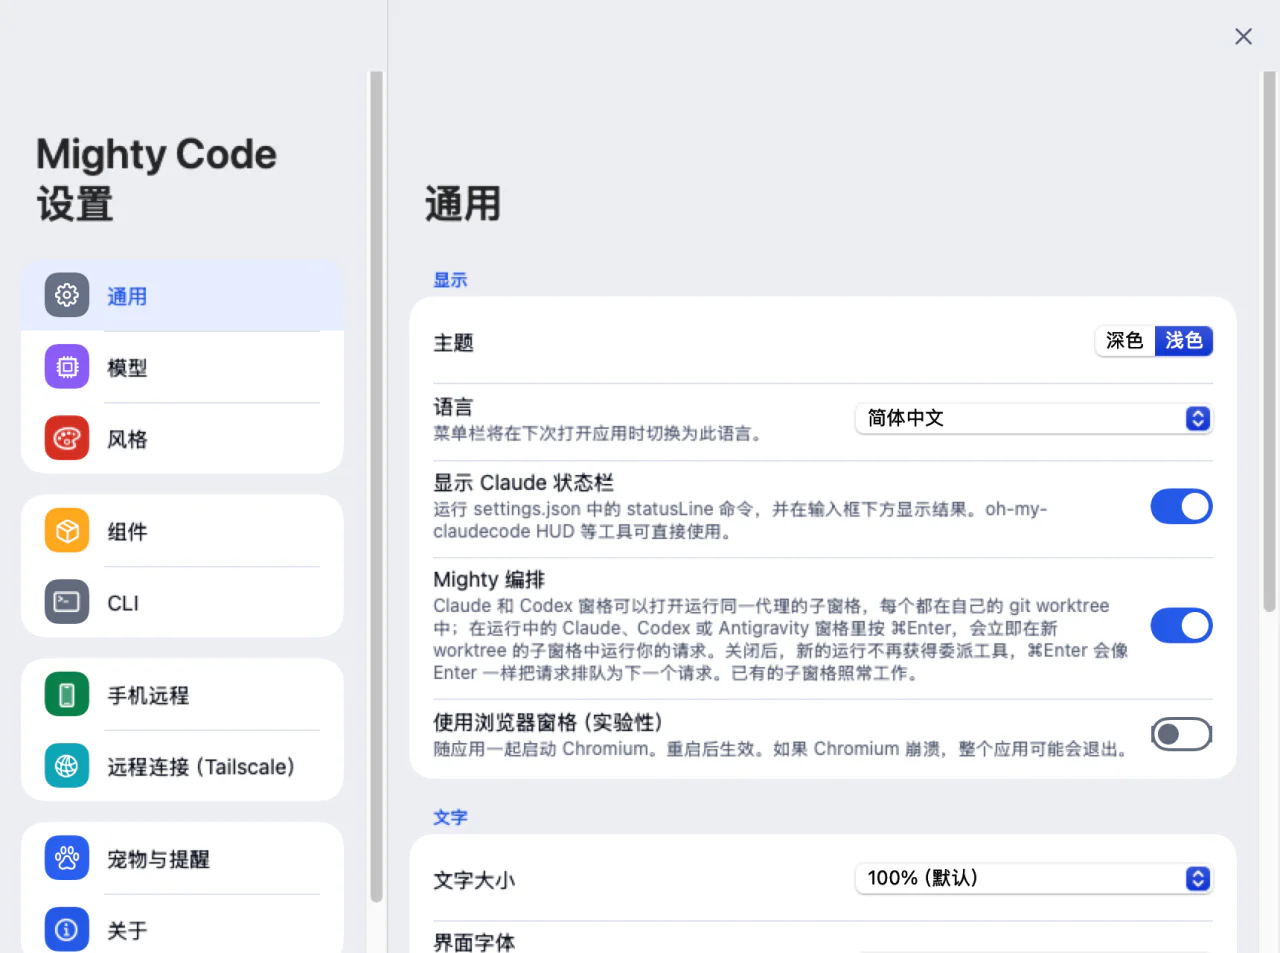 Mighty Code
设置
通用
模型
风格
组件
CLI
手机远程
远程连接 (Tailscale)
宠物与提醒
关于
通用
显示
主题
深色 浅色
语言
菜单栏将在下次打开应用时切换为此语言。
简体中文
显示 Claude 状态栏
运行 settings.json 中的 statusLine 命令，并在输入框下方显示结果。oh-my-
claudecode HUD 等工具可直接使用。
Mighty 编排
Claude 和 Codex 窗格可以打开运行同一代理的子窗格，每个都在自己的 git worktree
中；在运行中的 Claude、Codex 或 Antigravity 窗格里按 ⌘Enter，会立即在新
worktree 的子窗格中运行你的请求。关闭后，新的运行不再获得委派工具，⌘Enter 会像
Enter 一样把请求排队为下一个请求。已有的子窗格照常工作。
使用浏览器窗格 (实验性)
随应用一起启动 Chromium。重启后生效。如果 Chromium 崩溃，整个应用可能会退出。
文字
文字大小
100% (默认)
界面字体